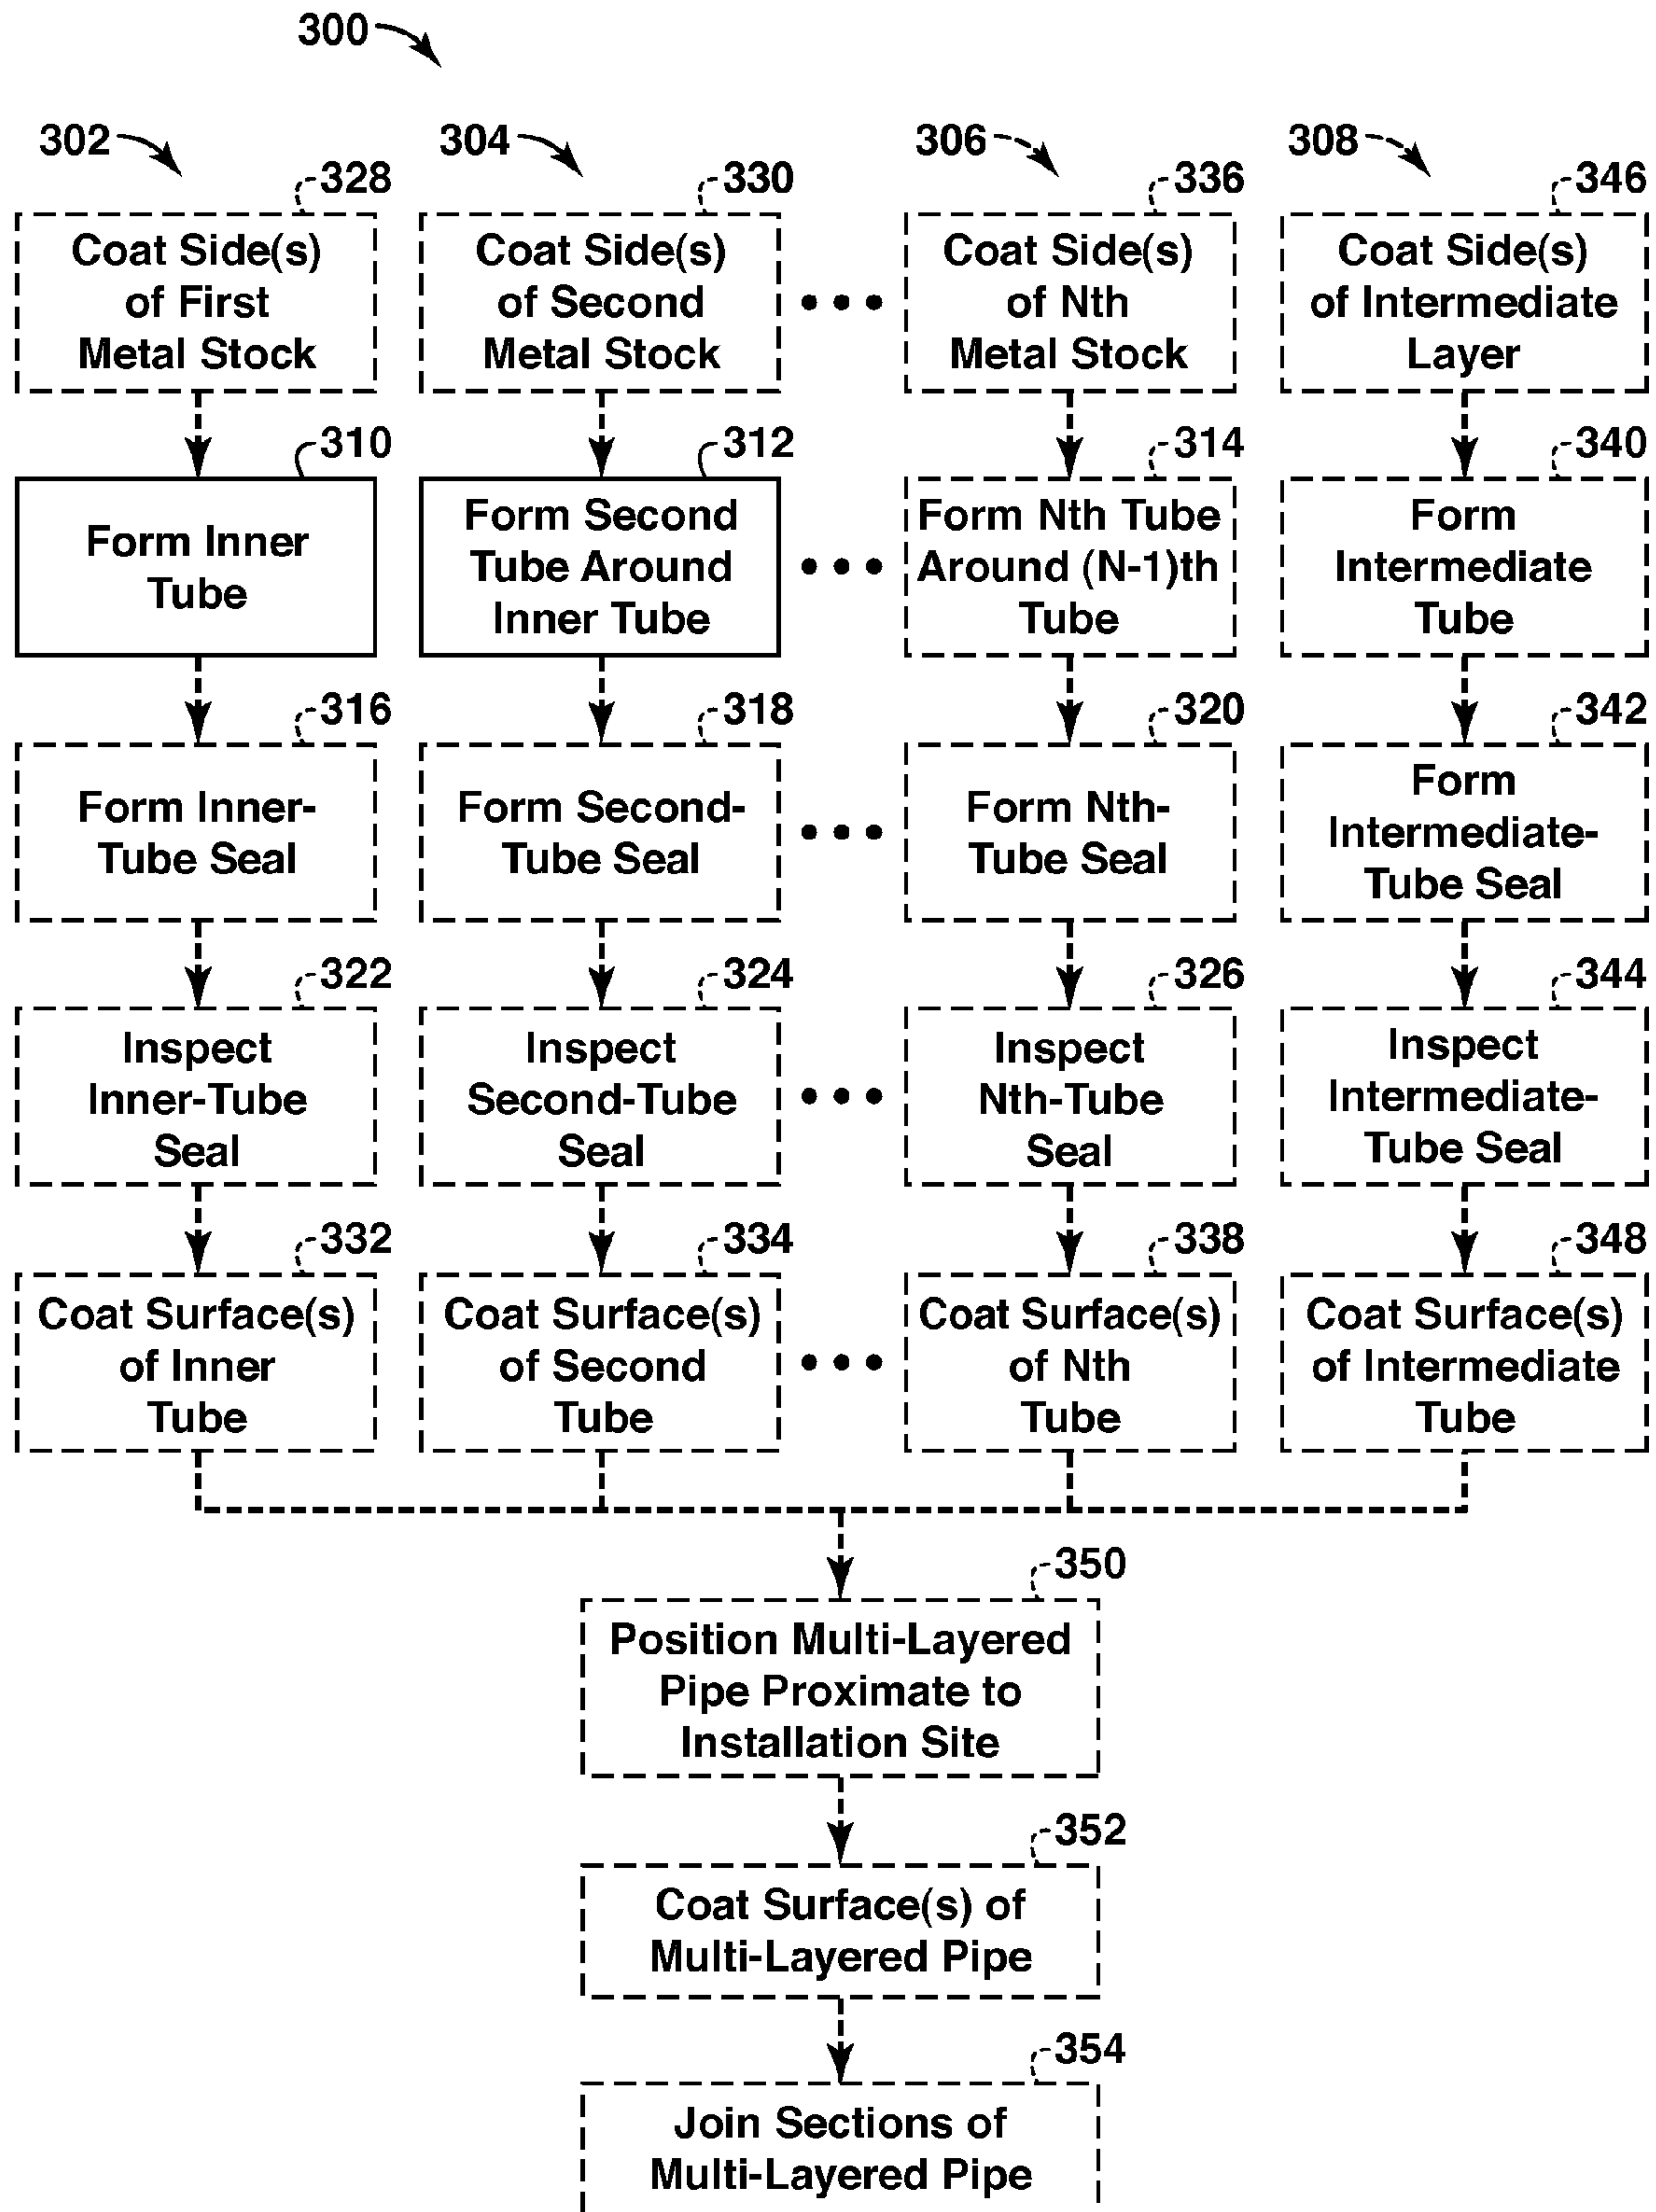 300
302
304
306
308
328
330
336
346
Coat Side(s)
of First
Metal Stock
Coat Side(s)
of Second
Metal Stock
Coat Side(s)
of Nth
Metal Stock
Coat Side(s)
of Intermediate
Layer
310
312
314
340
Form Inner
Tube
Form Second
Tube Around
Inner Tube
Form Nth Tube
Around (N-1)th
Tube
Form
Intermediate
Tube
316
318
320
342
Form Inner-
Tube Seal
Form Second-
Tube Seal
Form Nth-
Tube Seal
Form
Intermediate-
Tube Seal
322
324
326
344
Inspect
Inner-Tube
Seal
Inspect
Second-Tube
Seal
Inspect
Nth-Tube
Seal
Inspect
Intermediate-
Tube Seal
332
334
338
348
Coat Surface(s)
of Inner
Tube
Coat Surface(s)
of Second
Tube
Coat Surface(s)
of Nth
Tube
Coat Surface(s)
of Intermediate
Tube
350
Position Multi-Layered
Pipe Proximate to
Installation Site
352
Coat Surface(s) of
Multi-Layered Pipe
354
Join Sections of
Multi-Layered Pipe